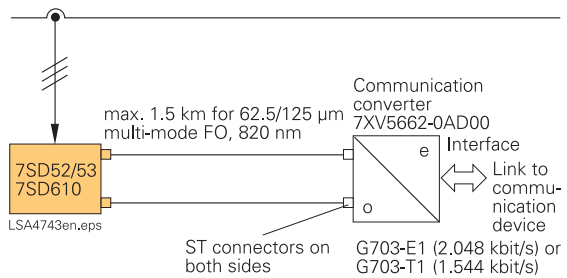 Communication
converter
7XV5662-0AD00
max. 1.5 km for 62.5/125 µm
multi-mode FO, 820 nm
7SD52/53
7SD610
LSA4743en.eps
e
o
Interface
Link to
commu-
nication
device
ST connectors on
both sides
G703-E1 (2.048 kbit/s) or
G703-T1 (1.544 kbit/s)